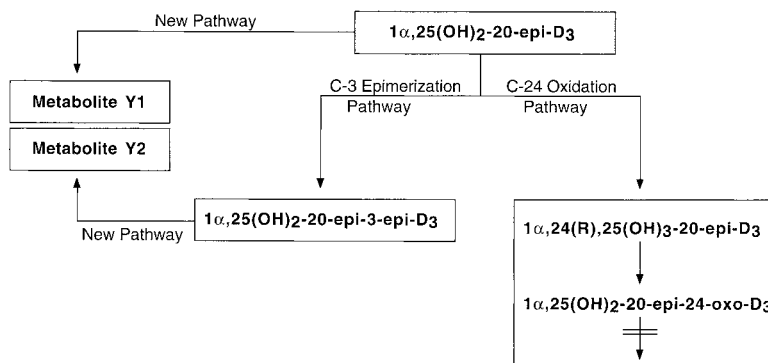 New Pathway
1α,25(OH)2-20-epi-D3
C-3 Epimerization
Pathway
C-24 Oxidation
Pathway
Metabolite Y1
Metabolite Y2
New Pathway
1α,25(OH)2-20-epi-3-epi-D3
1α,24(R),25(OH)3-20-epi-D3
1α,25(OH)2-20-epi-24-oxo-D3